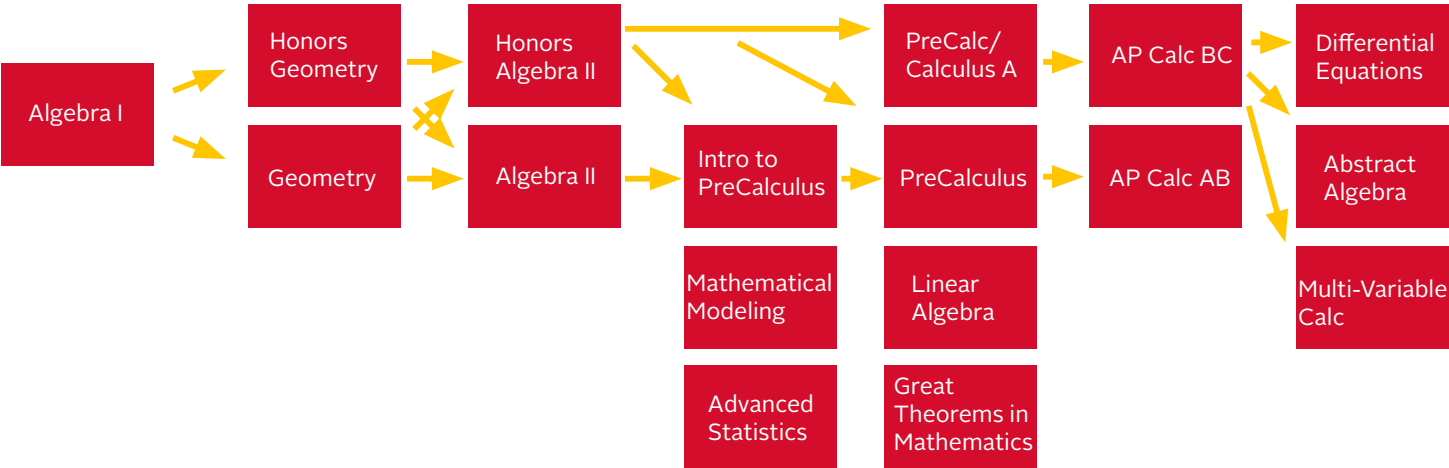 Algebra I
Honors
Geometry
Geometry
Honors
Algebra II
Algebra II
Intro to
PreCalculus
Mathematical
Modeling
Advanced
Statistics
PreCalc/
Calculus A
PreCalculus
Linear
Algebra
Great
Theorems in
Mathematics
AP Calc BC
AP Calc AB
Differential
Equations
Abstract
Algebra
Multi-Variable
Calc